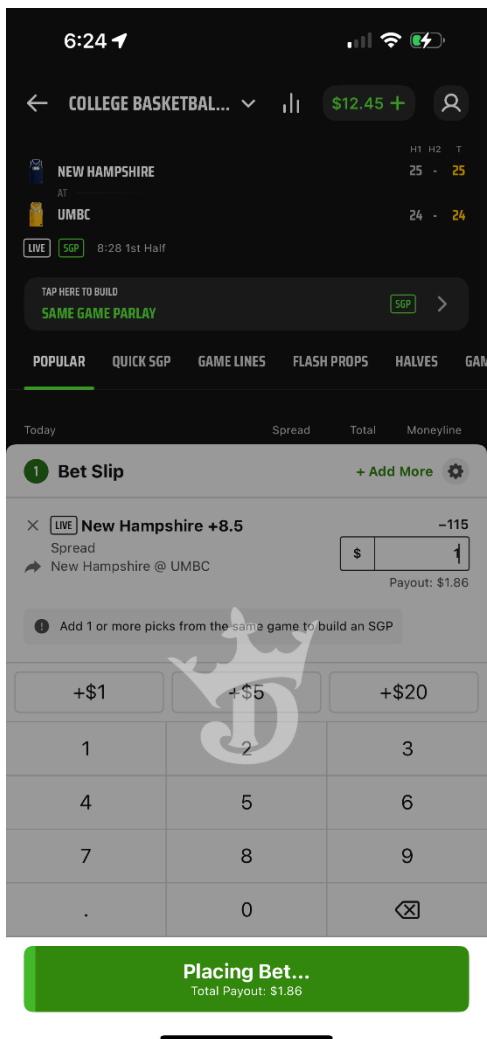 6:24
COLLEGE BASKETBAL...
$12.45 +
H1 H2 T
NEW HAMPSHIRE
25 - 25
AT
UMBC
24 - 24
LIVE SGP 8:28 1st Half
TAP HERE TO BUILD
SAME GAME PARLAY
SGP
POPULAR QUICK SGP GAME LINES FLASH PROPS HALVES GAM
Today Spread Total Moneyline
1 Bet Slip + Add More
LIVE New Hampshire +8.5 −115
Spread
$ 1
New Hampshire @ UMBC
Payout: $1.86
Add 1 or more picks from the same game to build an SGP
+$1 +$5 +$20
1 2 3
4 5 6
7 8 9
. 0
Placing Bet...
Total Payout: $1.86